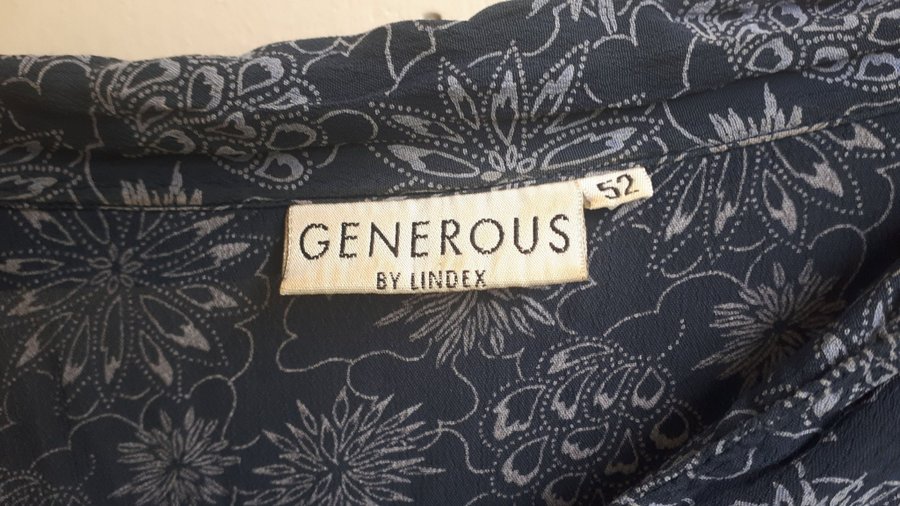 GENEROUS
BY LINDEX
52